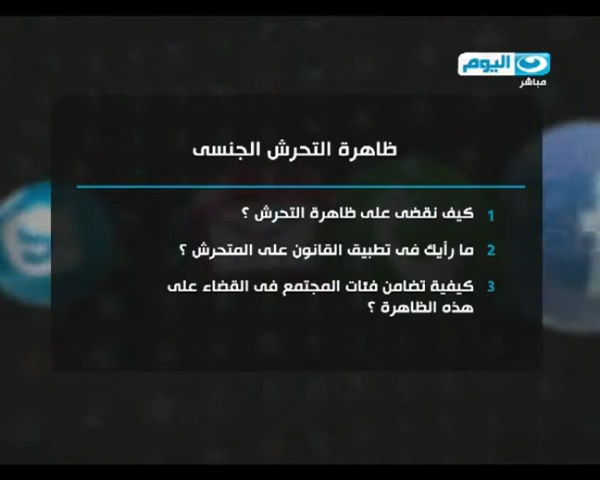 اليوم
مباشر
ظاهرة التحرش الجنسى
1 كيف نقضى على ظاهرة التحرش ؟
2 ما رأيك فى تطبيق القانون على المتحرش ؟
3 كيفية تضامن فئات المجتمع فى القضاء على
هذه الظاهرة ؟